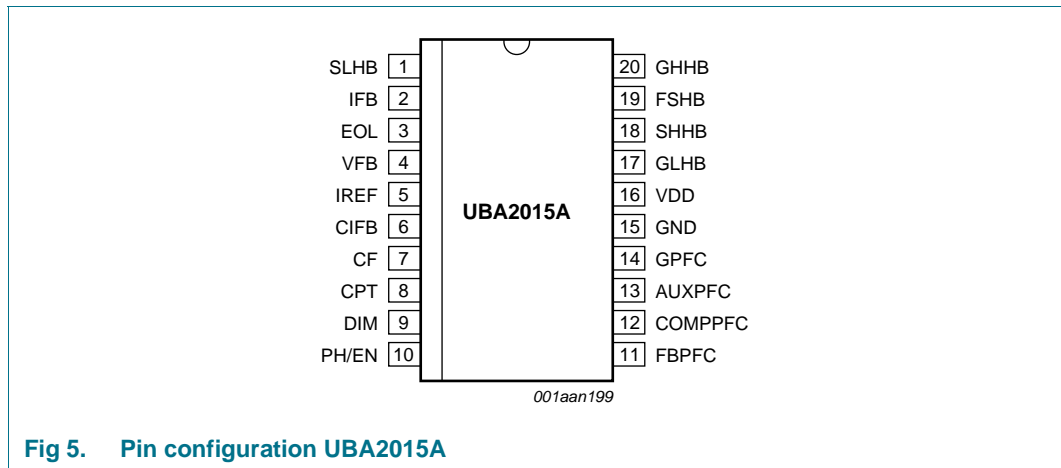 SLHB 1 20 GHHB
IFB 2 19 FSHB
EOL 3 18 SHHB
VFB 4 17 GLHB
IREF 5 16 VDD
UBA2015A
CIFB 6 15 GND
CF 7 14 GPFC
CPT 8 13 AUXPFC
DIM 9 12 COMPPFC
PH/EN 10 11 FBPFC
001aan199
Fig 5. Pin configuration UBA2015A